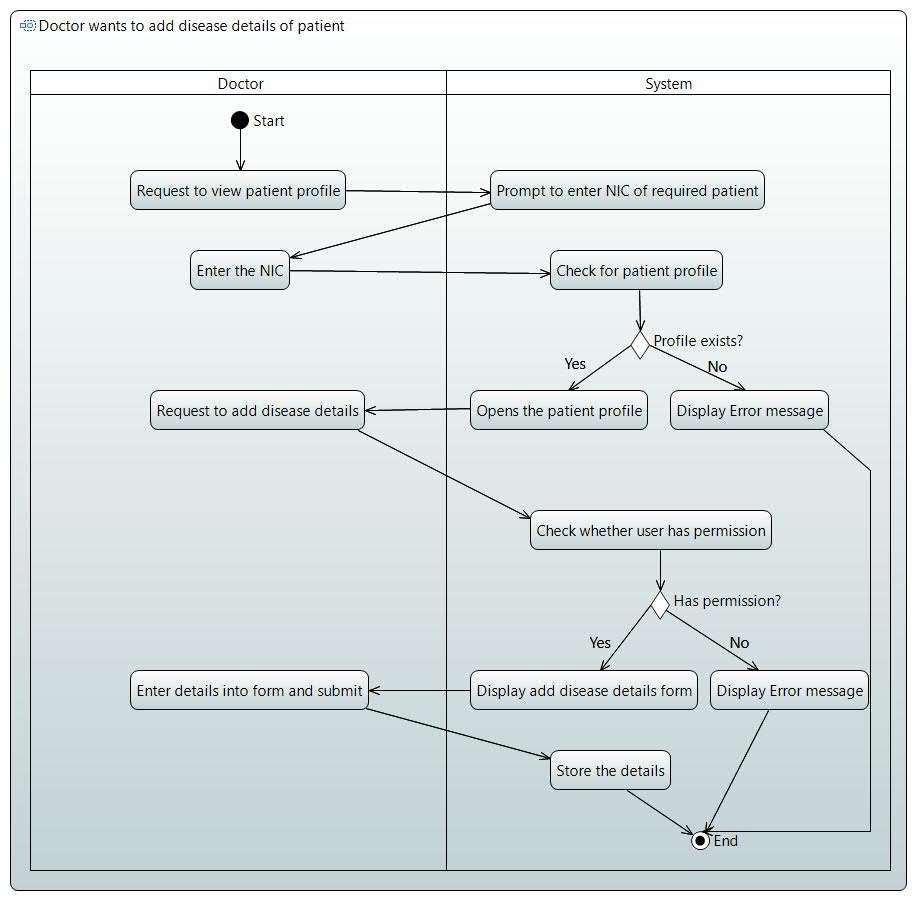 Doctor wants to add disease details of patient
Doctor
System
Start
Request to view patient profile
Prompt to enter NIC of required patient
Enter the NIC
Check for patient profile
Profile exists?
Yes
No
Request to add disease details
Opens the patient profile
Display Error message
Check whether user has permission
Has permission?
Yes
No
Enter details into form and submit
Display add disease details form
Display Error message
Store the details
End